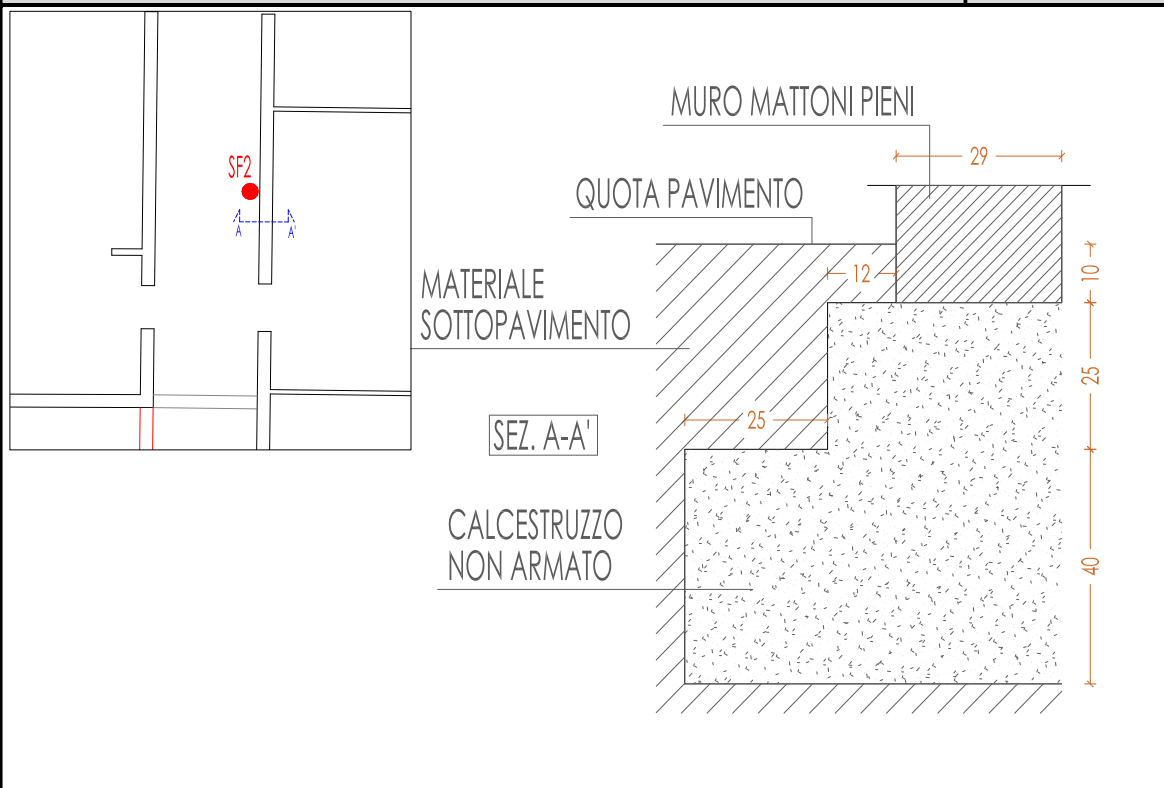 MURO MATTONI PIENI
29
SF2
QUOTA PAVIMENTO
A
A'
12
10
MATERIALE
SOTTOPAVIMENTO
25
25
SEZ. A-A'
CALCESTRUZZO
NON ARMATO
40